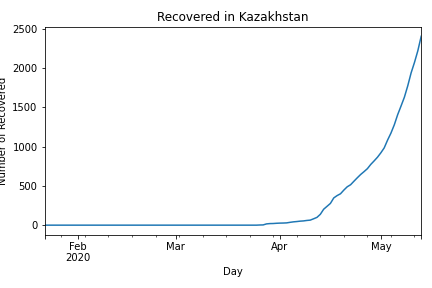 Recovered in Kazakhstan
Number of Recovered
2500
2000
1500
1000
500
0
Feb
2020
Mar
Apr
May
Day